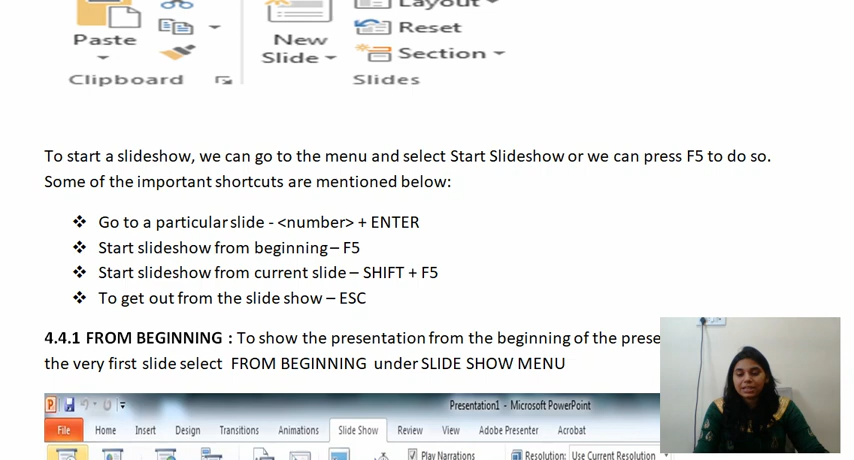 Layout
Paste
New
Slide
Reset
Section
Clipboard
Slides
To start a slideshow, we can go to the menu and select Start Slideshow or we can press F5 to do so.
Some of the important shortcuts are mentioned below:
❖ Go to a particular slide - <number> + ENTER
❖ Start slideshow from beginning – F5
❖ Start slideshow from current slide – SHIFT + F5
❖ To get out from the slide show – ESC
4.4.1 FROM BEGINNING : To show the presentation from the beginning of the
the very first slide select FROM BEGINNING under SLIDE SHOW MENU
Presentation1 - Microsoft PowerPoint
File Home Insert Design Transitions Animations Slide Show Review View Adobe Presenter Acrobat
Play Narrations Resolution: Use Current Resolution